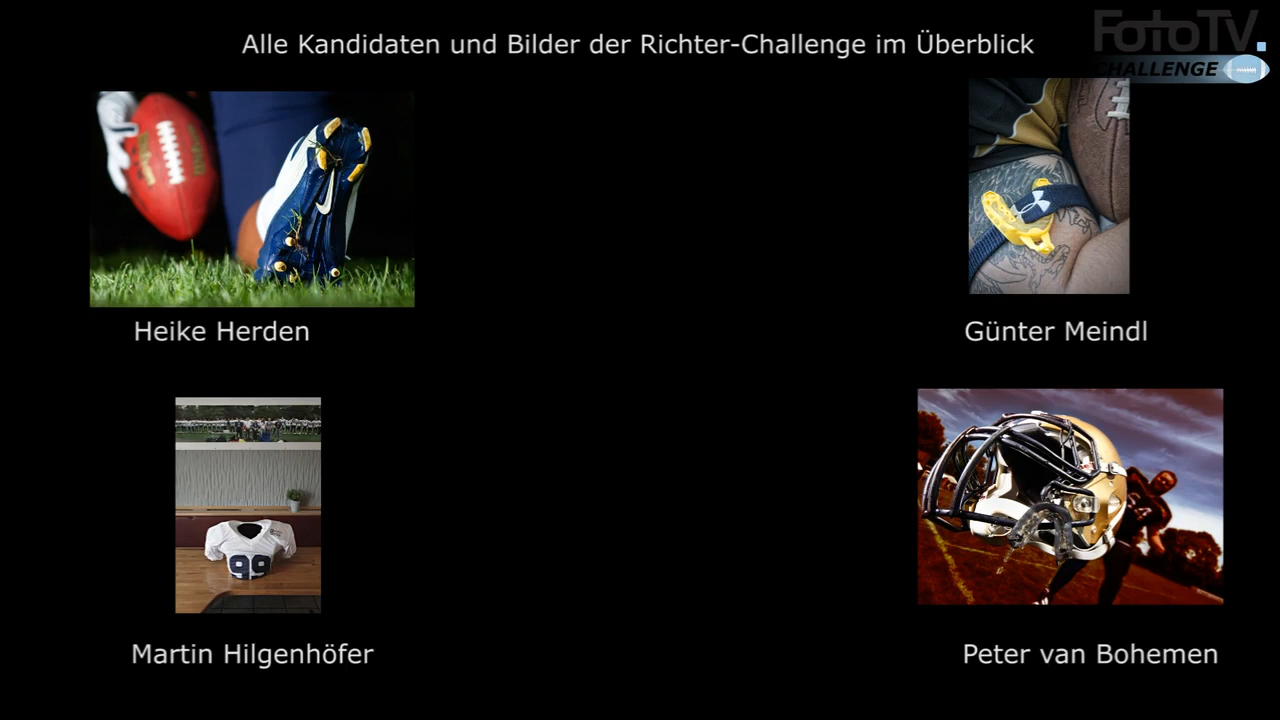 Alle Kandidaten und Bilder der Richter-Challenge im Überblick
FotoTV.
CHALLENGE
Heike Herden
Günter Meindl
99
Martin Hilgenhöfer
Peter van Bohemen